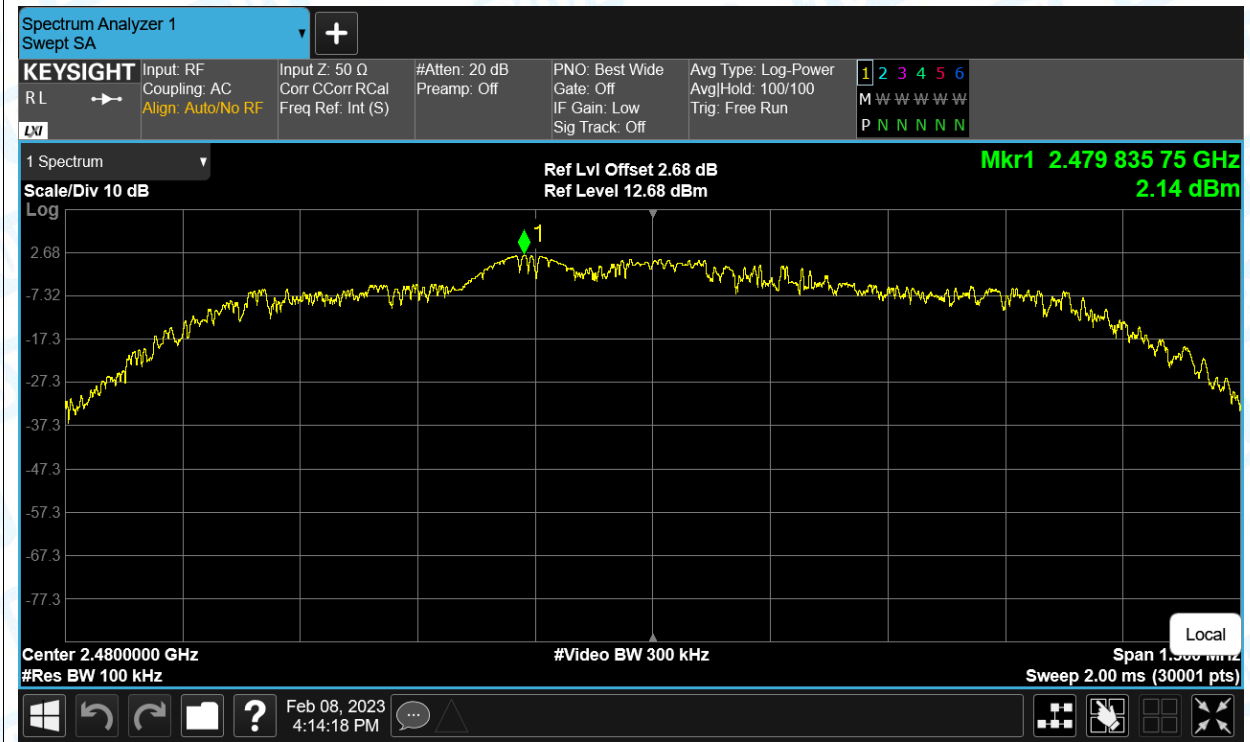 Spectrum Analyzer 1
Swept SA
KEYSIGHT
R L
LXI
Input: RF
Coupling: AC
Align: Auto/No RF
Input Z: 50 Ω
Corr CCorr RCal
Freq Ref: Int (S)
#Atten: 20 dB
Preamp: Off
PNO: Best Wide
Gate: Off
IF Gain: Low
Sig Track: Off
Avg Type: Log-Power
Avg|Hold: 100/100
Trig: Free Run
1 2 3 4 5 6
M W W W W W
P N N N N N
1 Spectrum
Scale/Div 10 dB
Log
Ref Lvl Offset 2.68 dB
Ref Level 12.68 dBm
Mkr1 2.479 835 75 GHz
2.14 dBm
1
2.68
-7.32
-17.3
-27.3
-37.3
-47.3
-57.3
-67.3
-77.3
Local
Center 2.4800000 GHz
#Video BW 300 kHz
Span
#Res BW 100 kHz
Sweep 2.00 ms (30001 pts)
?
Feb 08, 2023
4:14:18 PM